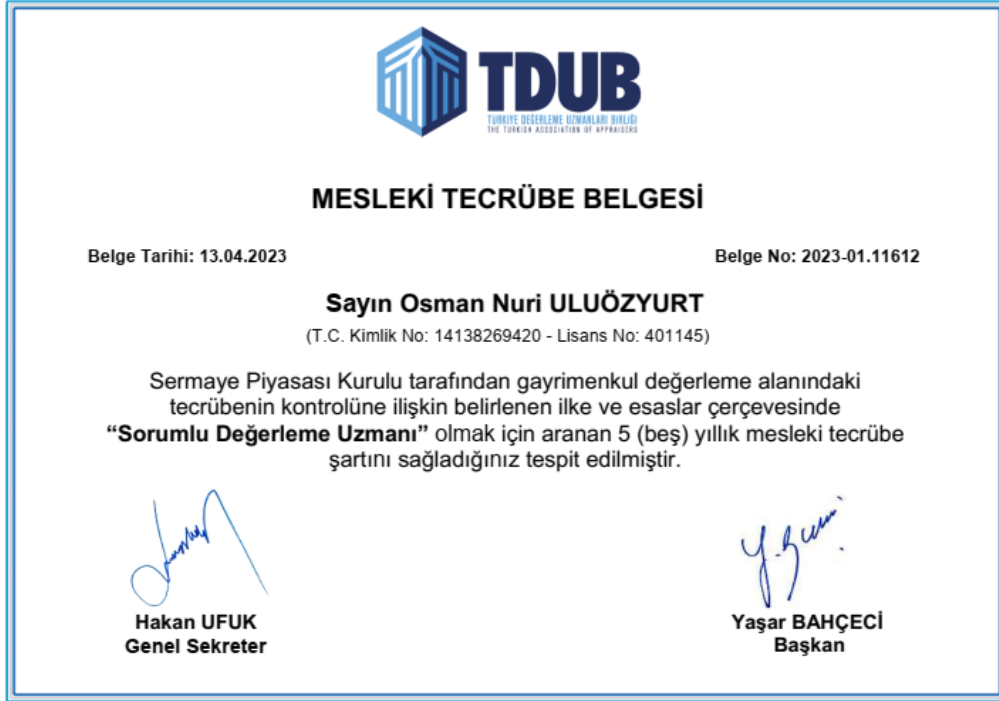 TDUB
TÜRKİYE DEĞERLEME UZMANLARI BİRLİĞİ
THE TURKISH ASSOCIATION OF APPRAISERS
MESLEKİ TECRÜBE BELGESİ
Belge Tarihi: 13.04.2023 Belge No: 2023-01.11612
Sayın Osman Nuri ULUÖZYURT
(T.C. Kimlik No: 14138269420 - Lisans No: 401145)
Sermaye Piyasası Kurulu tarafından gayrimenkul değerleme alanındaki
tecrübenin kontrolüne ilişkin belirlenen ilke ve esaslar çerçevesinde
“Sorumlu Değerleme Uzmanı” olmak için aranan 5 (beş) yıllık mesleki tecrübe
şartını sağladığınız tespit edilmiştir.
Hakan UFUK Yaşar BAHÇECİ
Genel Sekreter Başkan